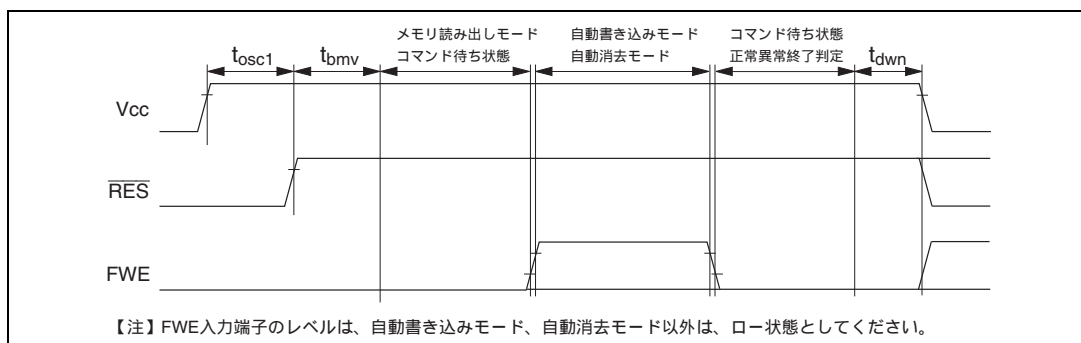 メモリ読み出しモード
コマンド待ち状態
自動書き込みモード
自動消去モード
コマンド待ち状態
正常異常終了判定
tosc1
tbmv
tdwn
Vcc
RES
FWE
【注】FWE入力端子のレベルは、自動書き込みモード、自動消去モード以外は、ロー状態としてください。